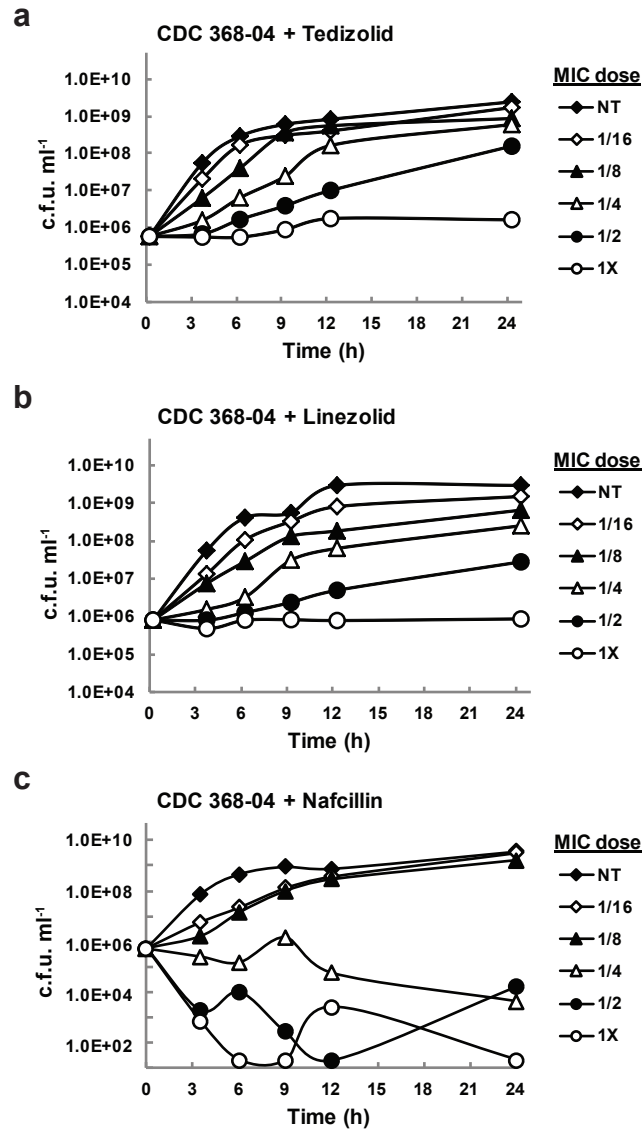 a
CDC 368-04 + Tedizolid
c.f.u. ml-1
1.0E+10
1.0E+09
1.0E+08
1.0E+07
1.0E+06
1.0E+05
1.0E+04
0 3 6 9 12 15 18 21 24
Time (h)
MIC dose
NT
1/16
1/8
1/4
1/2
1X
b
CDC 368-04 + Linezolid
c.f.u. ml-1
1.0E+10
1.0E+09
1.0E+08
1.0E+07
1.0E+06
1.0E+05
1.0E+04
0 3 6 9 12 15 18 21 24
Time (h)
MIC dose
NT
1/16
1/8
1/4
1/2
1X
c
CDC 368-04 + Nafcillin
c.f.u. ml-1
1.0E+10
1.0E+08
1.0E+06
1.0E+04
1.0E+02
0 3 6 9 12 15 18 21 24
Time (h)
MIC dose
NT
1/16
1/8
1/4
1/2
1X